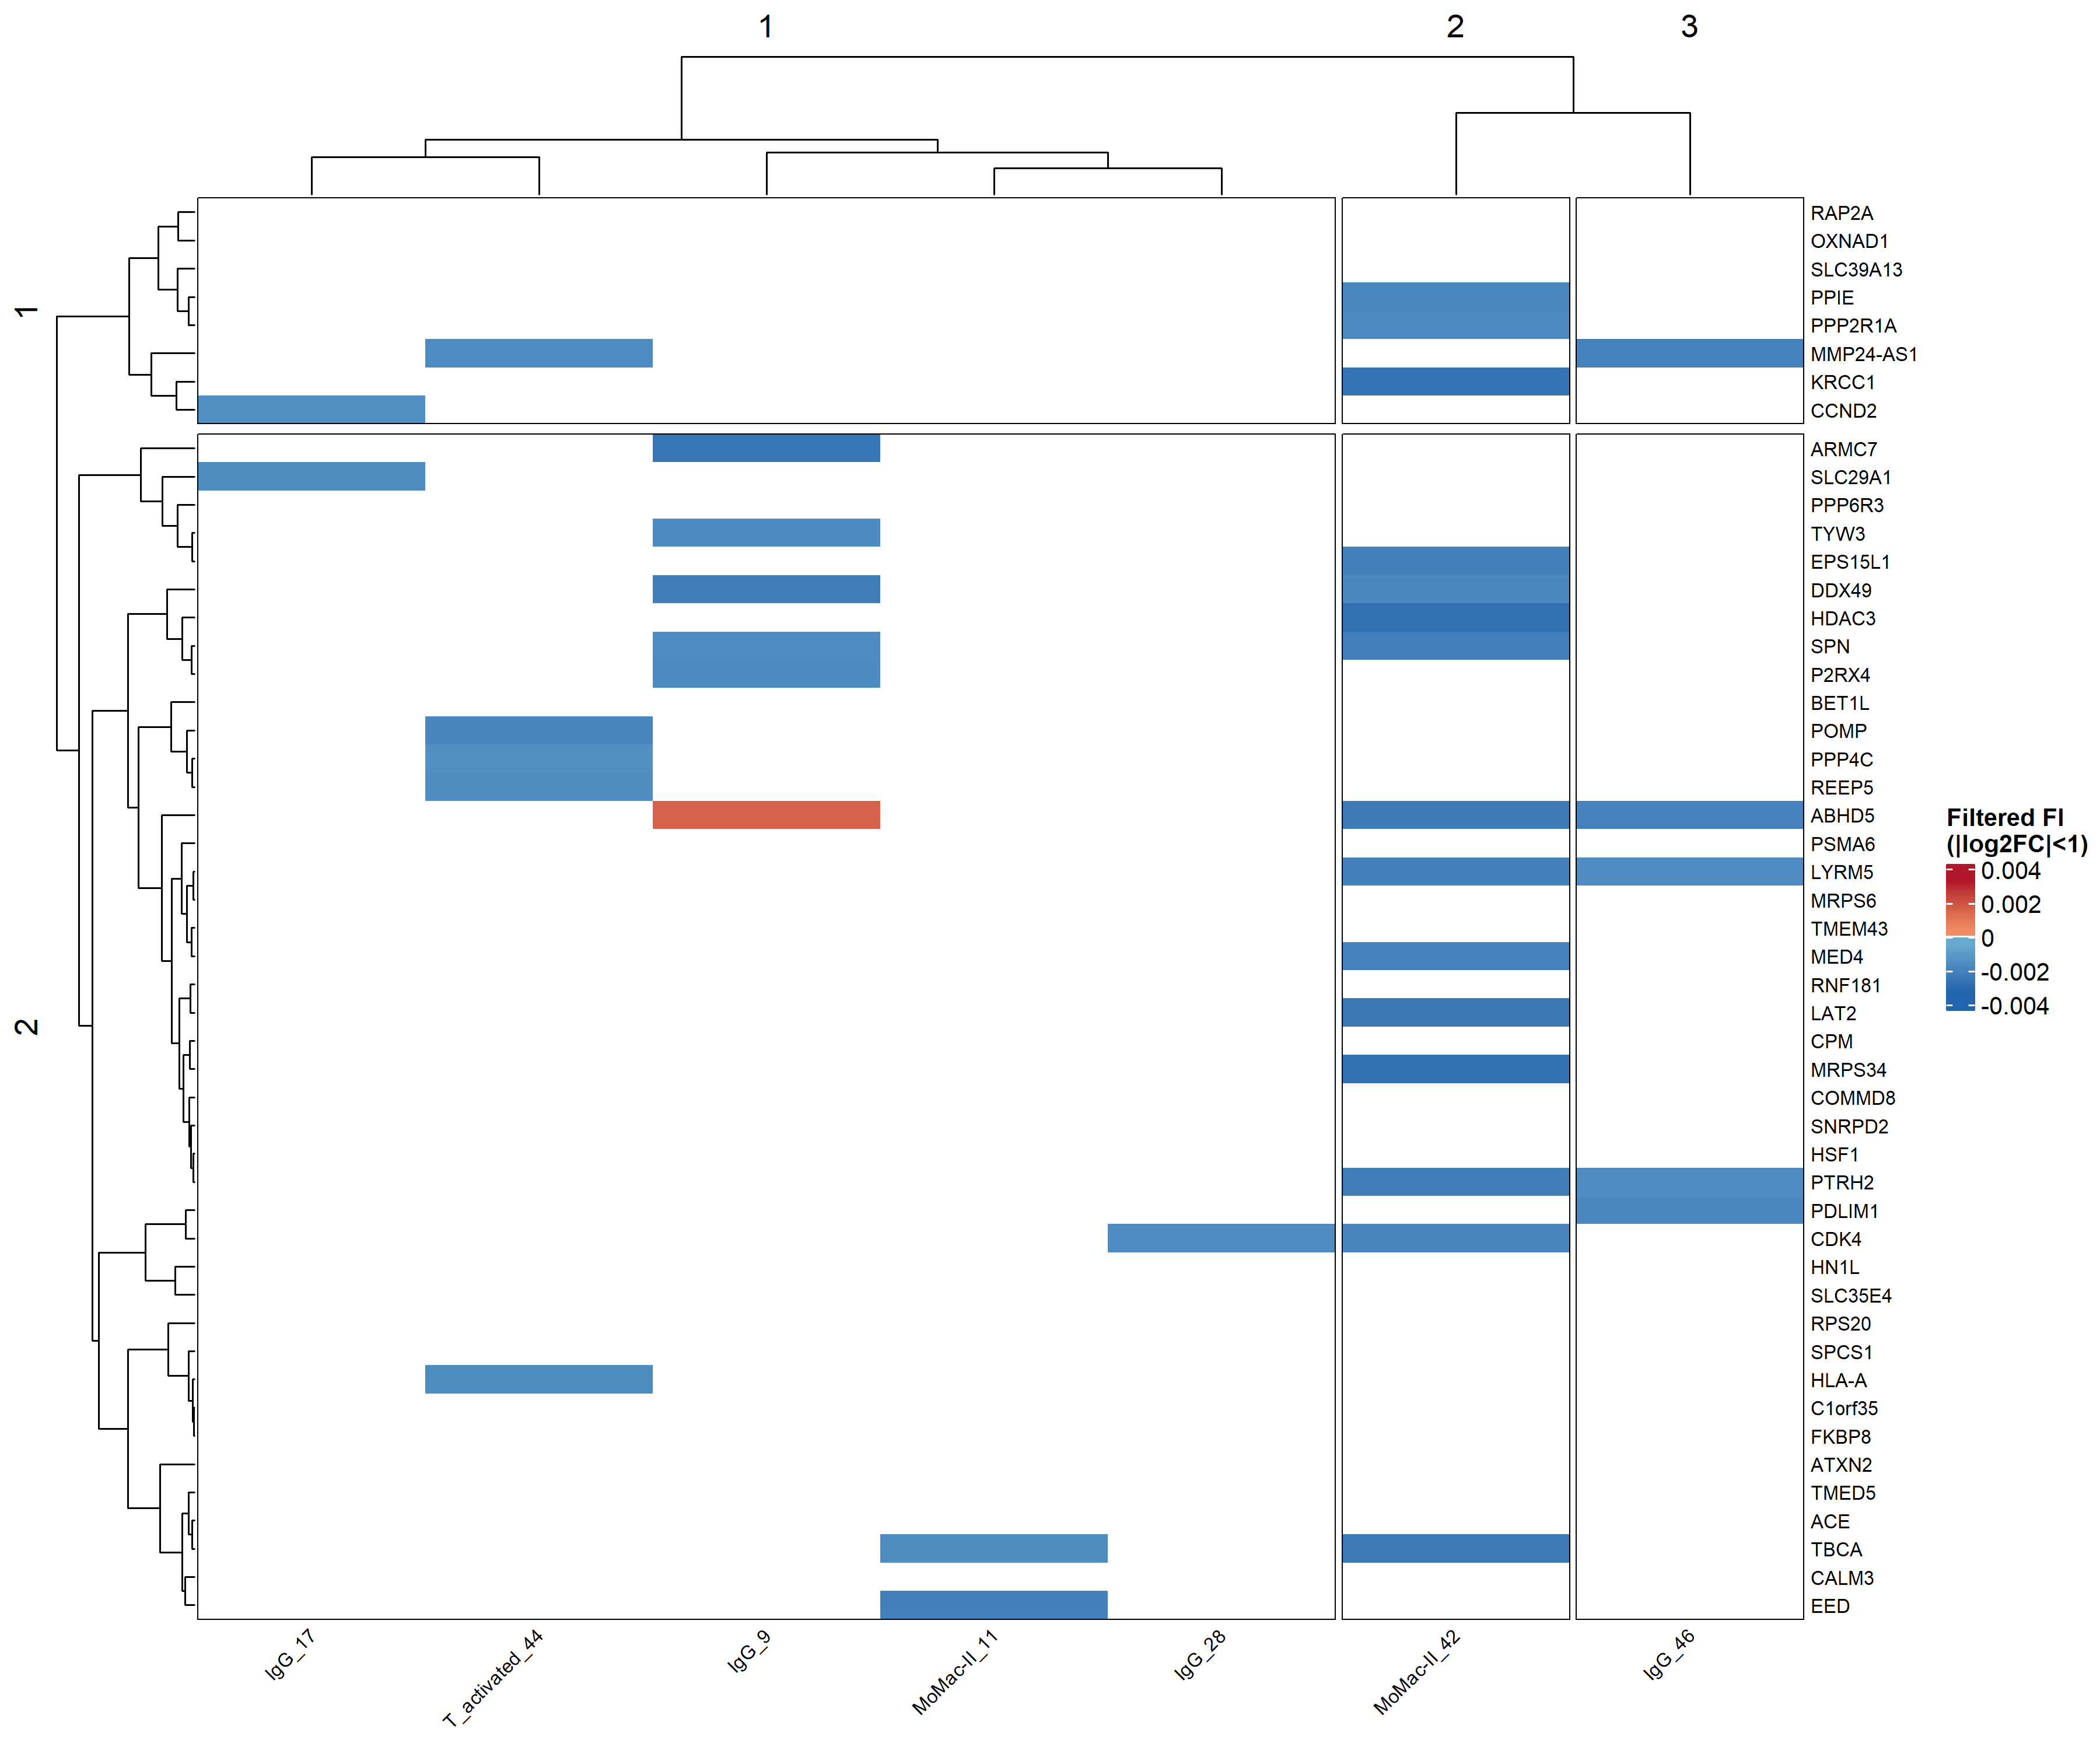 1
2
3
1
2
RAP2A
OXNAD1
SLC39A13
PPIE
PPP2R1A
MMP24-AS1
KRCC1
CCND2
ARMC7
SLC29A1
PPP6R3
TYW3
EPS15L1
DDX49
HDAC3
SPN
P2RX4
BET1L
POMP
PPP4C
REEP5
ABHD5
PSMA6
LYRM5
MRPS6
TMEM43
MED4
RNF181
LAT2
CPM
MRPS34
COMMD8
SNRPD2
HSF1
PTRH2
PDLIM1
CDK4
HN1L
SLC35E4
RPS20
SPCS1
HLA-A
C1orf35
FKBP8
ATXN2
TMED5
ACE
TBCA
CALM3
EED
IgG_17
T_activated_44
IgG_9
MoMac-II_11
IgG_28
MoMac-II_42
IgG_46
Filtered FI
(|log2FC|<1)
0.004
0.002
0
-0.002
-0.004